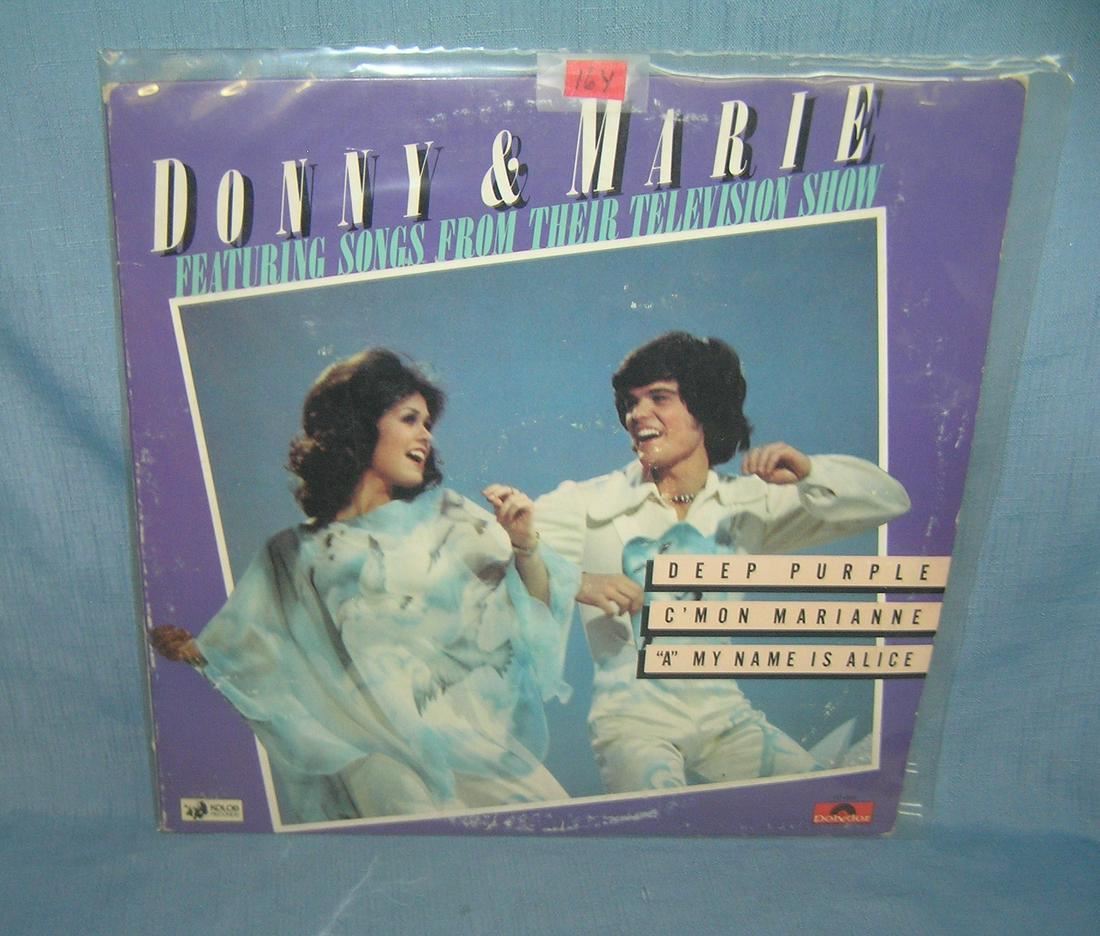 16Y
DONNY & MARIE
FEATURING SONGS FROM THEIR TELEVISION SHOW
DEEP PURPLE
C'MON MARIANNE
"A" MY NAME IS ALICE
KOLOB
RECORDS
Polydor